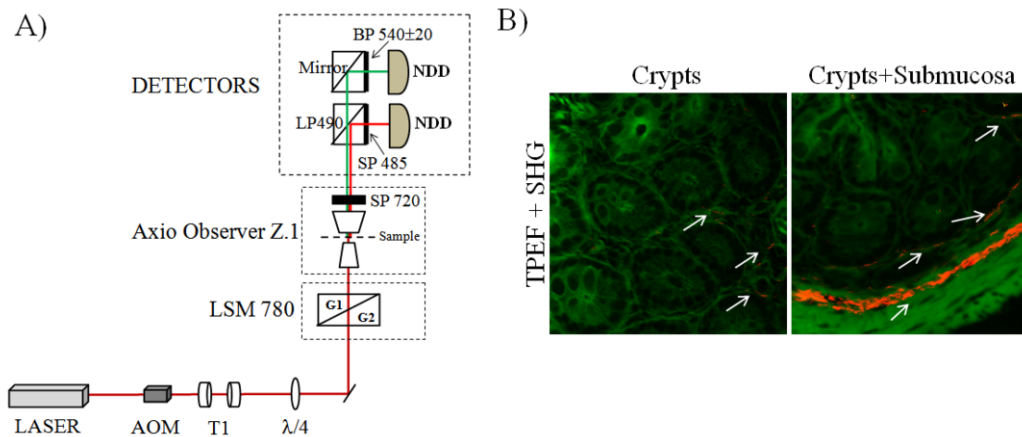 A)
BP 540±20
Mirror
NDD
DETECTORS
LP490
NDD
SP 485
SP 720
Axio Observer Z.1
Sample
LSM 780
G1
G2
LASER
AOM
T1
λ/4
B)
Crypts
Crypts+Submucosa
TPEF + SHG